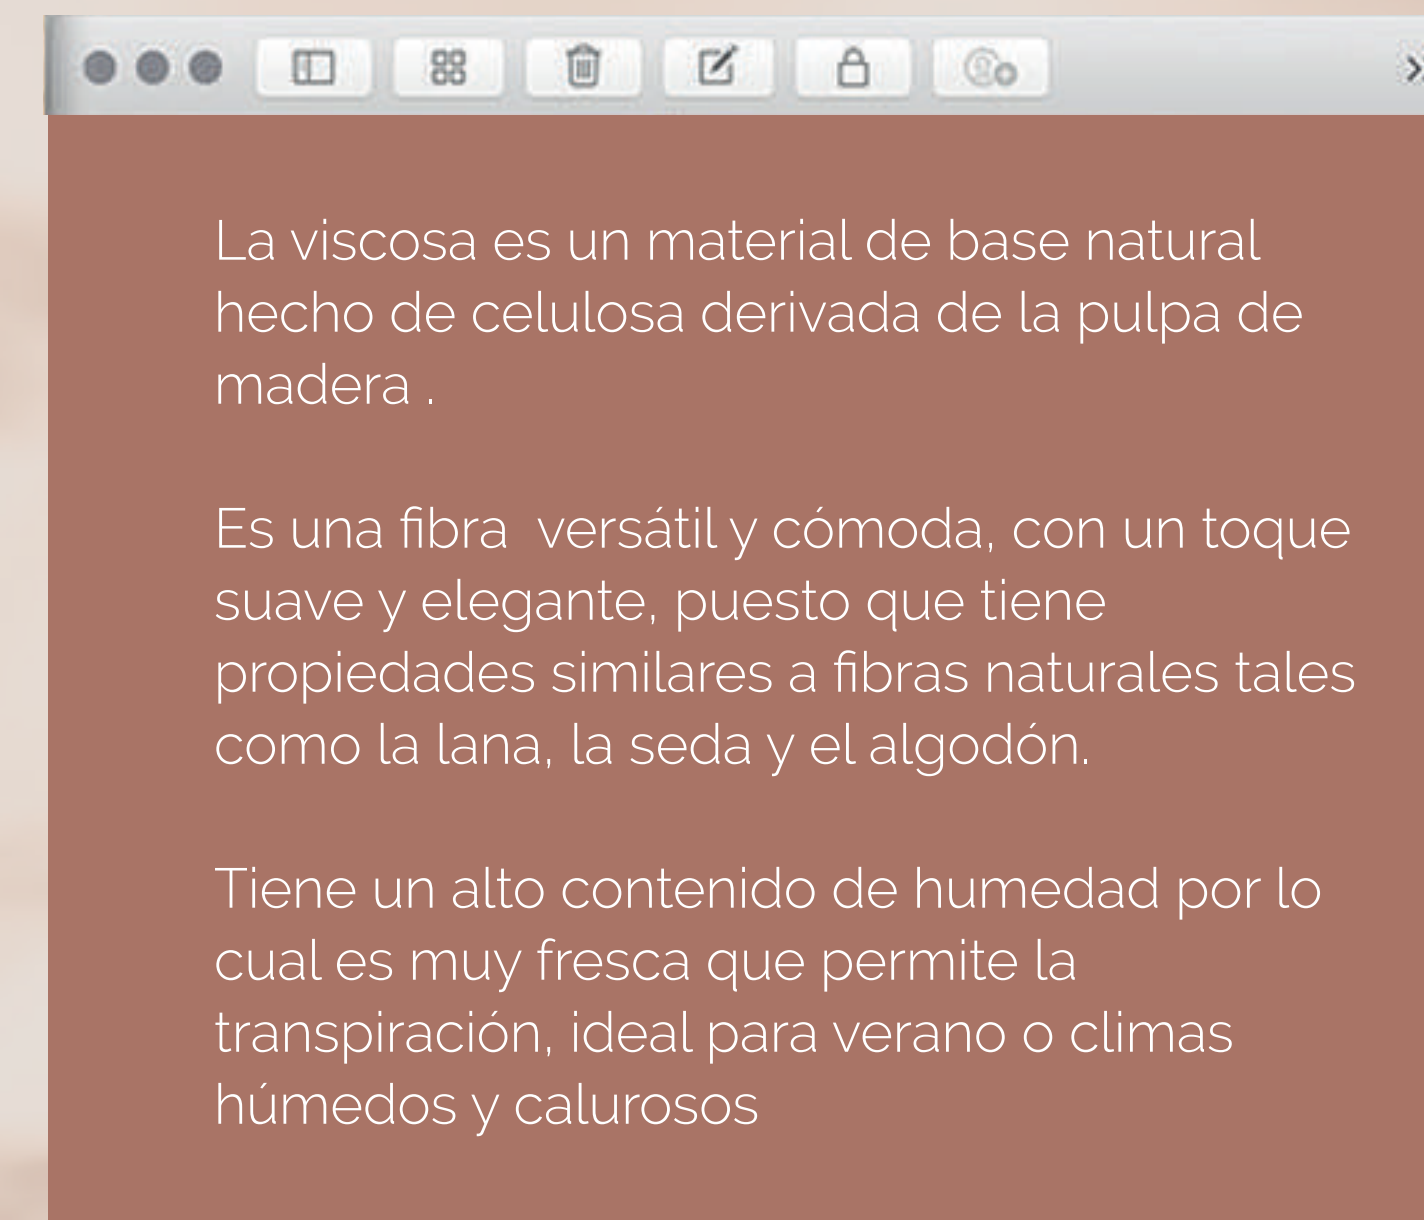 La viscosa es un material de base natural
hecho de celulosa derivada de la pulpa de
madera .
Es una fibra  versátil y cómoda, con un toque
suave y elegante, puesto que tiene
propiedades similares a fibras naturales tales
como la lana, la seda y el algodón.
Tiene un alto contenido de humedad por lo
cual es muy fresca que permite la
transpiración, ideal para verano o climas
húmedos y calurosos